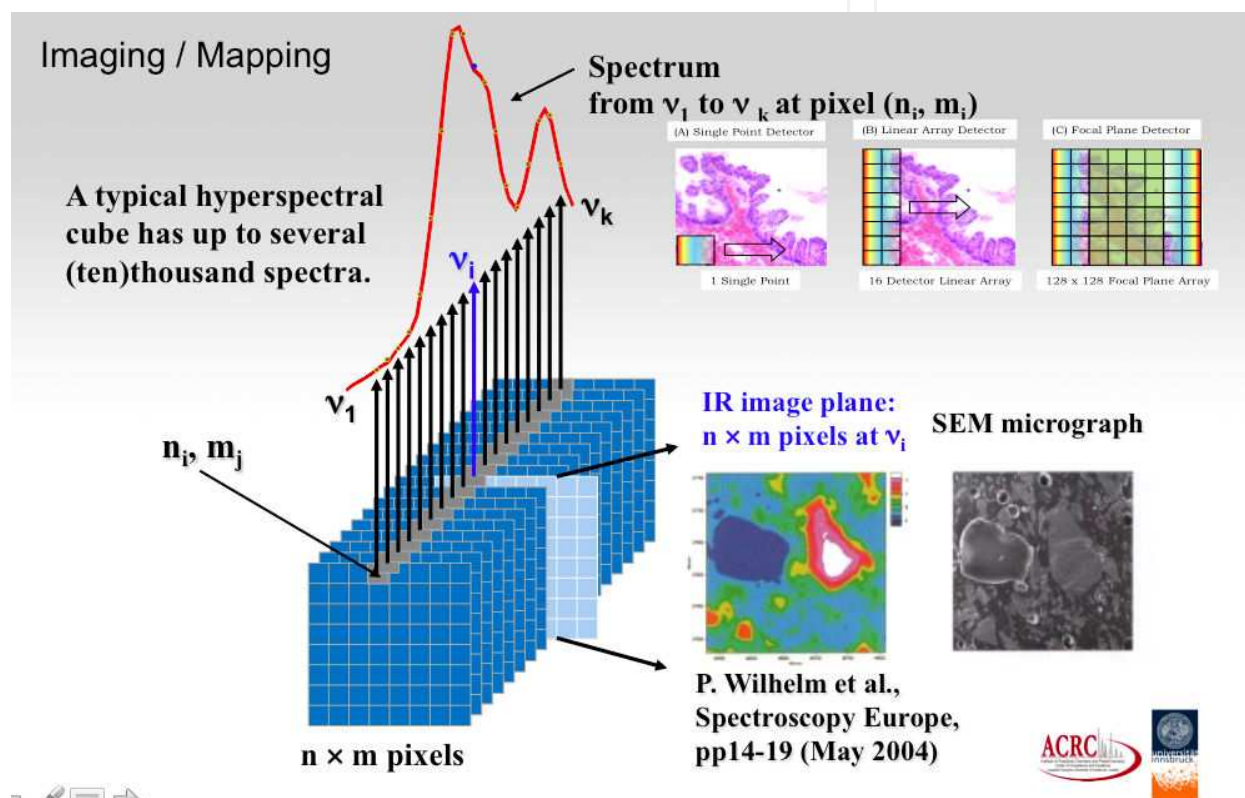 Imaging / Mapping
Spectrum
from ν₁ to ν k at pixel (nᵢ, mᵢ)
(A) Single Point Detector
(B) Linear Array Detector
(C) Focal Plane Detector
1 Single Point
16 Detector Linear Array
128 x 128 Focal Plane Array
A typical hyperspectral
cube has up to several
(ten)thousand spectra.
νk
νᵢ
ν₁
nᵢ, mⱼ
n × m pixels
IR image plane:
n × m pixels at νᵢ
SEM micrograph
P. Wilhelm et al.,
Spectroscopy Europe,
pp14-19 (May 2004)
ACRC
universität
innsbruck